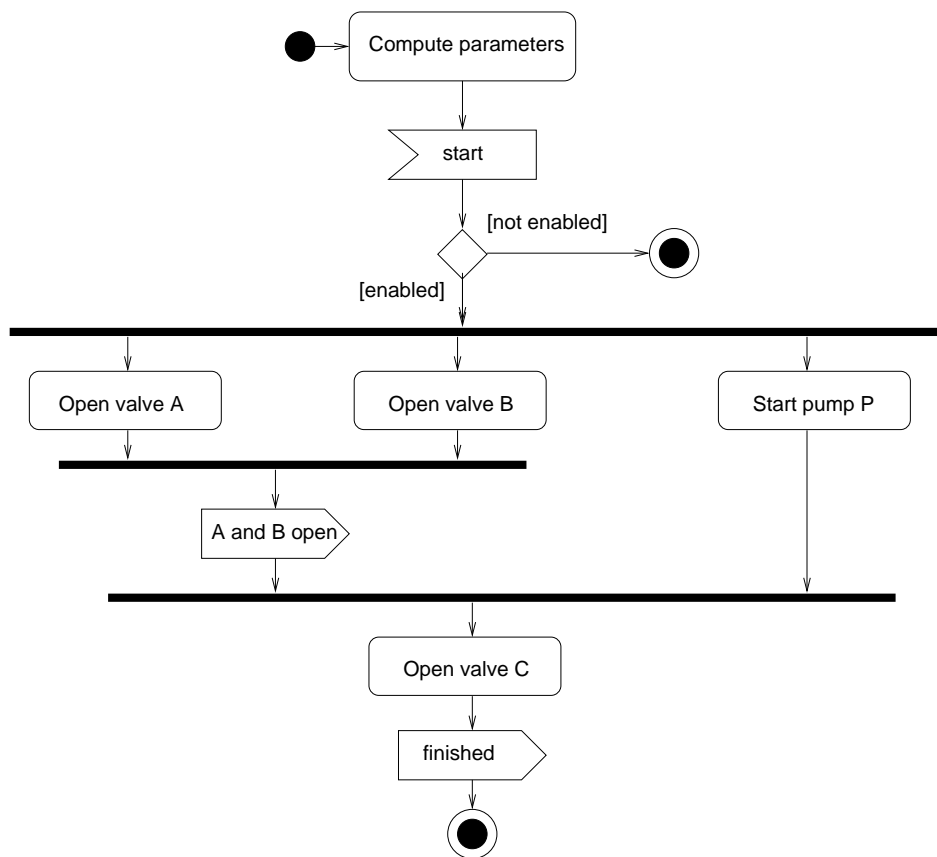 Compute parameters
start
[not enabled]
[enabled]
Open valve A
Open valve B
Start pump P
A and B open
Open valve C
finished